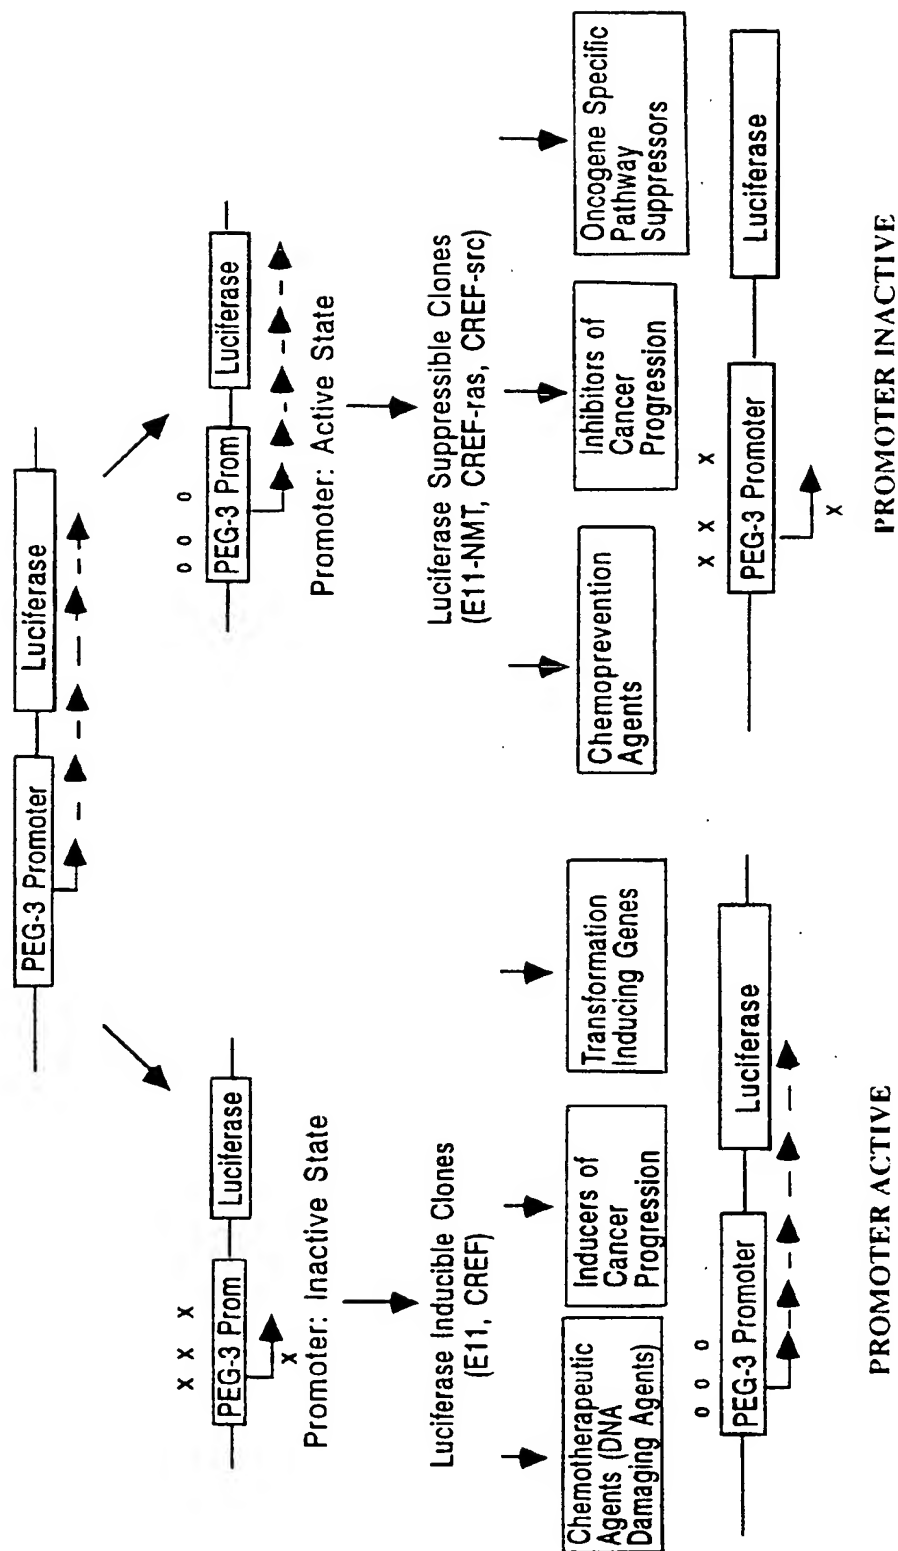 PEG-3 Promoter
Luciferase
X X X
PEG-3 Prom
Luciferase
X
Promoter: Inactive State
Luciferase Inducible Clones
(E11, CREF)
Chemotherapeutic
Agents (DNA
Damaging Agents)
Inducers of
Cancer
Progression
Transformation
Inducing Genes
O O O
PEG-3 Promoter
Luciferase
PROMOTER ACTIVE
O O O
PEG-3 Prom
Luciferase
Promoter: Active State
Luciferase Suppressible Clones
(E11-NMT, CREF-ras, CREF-src)
Chemoprevention
Agents
Inhibitors of
Cancer
Progression
Oncogene Specific
Pathway
Suppressors
X X X X
PEG-3 Promoter
Luciferase
X
PROMOTER INACTIVE